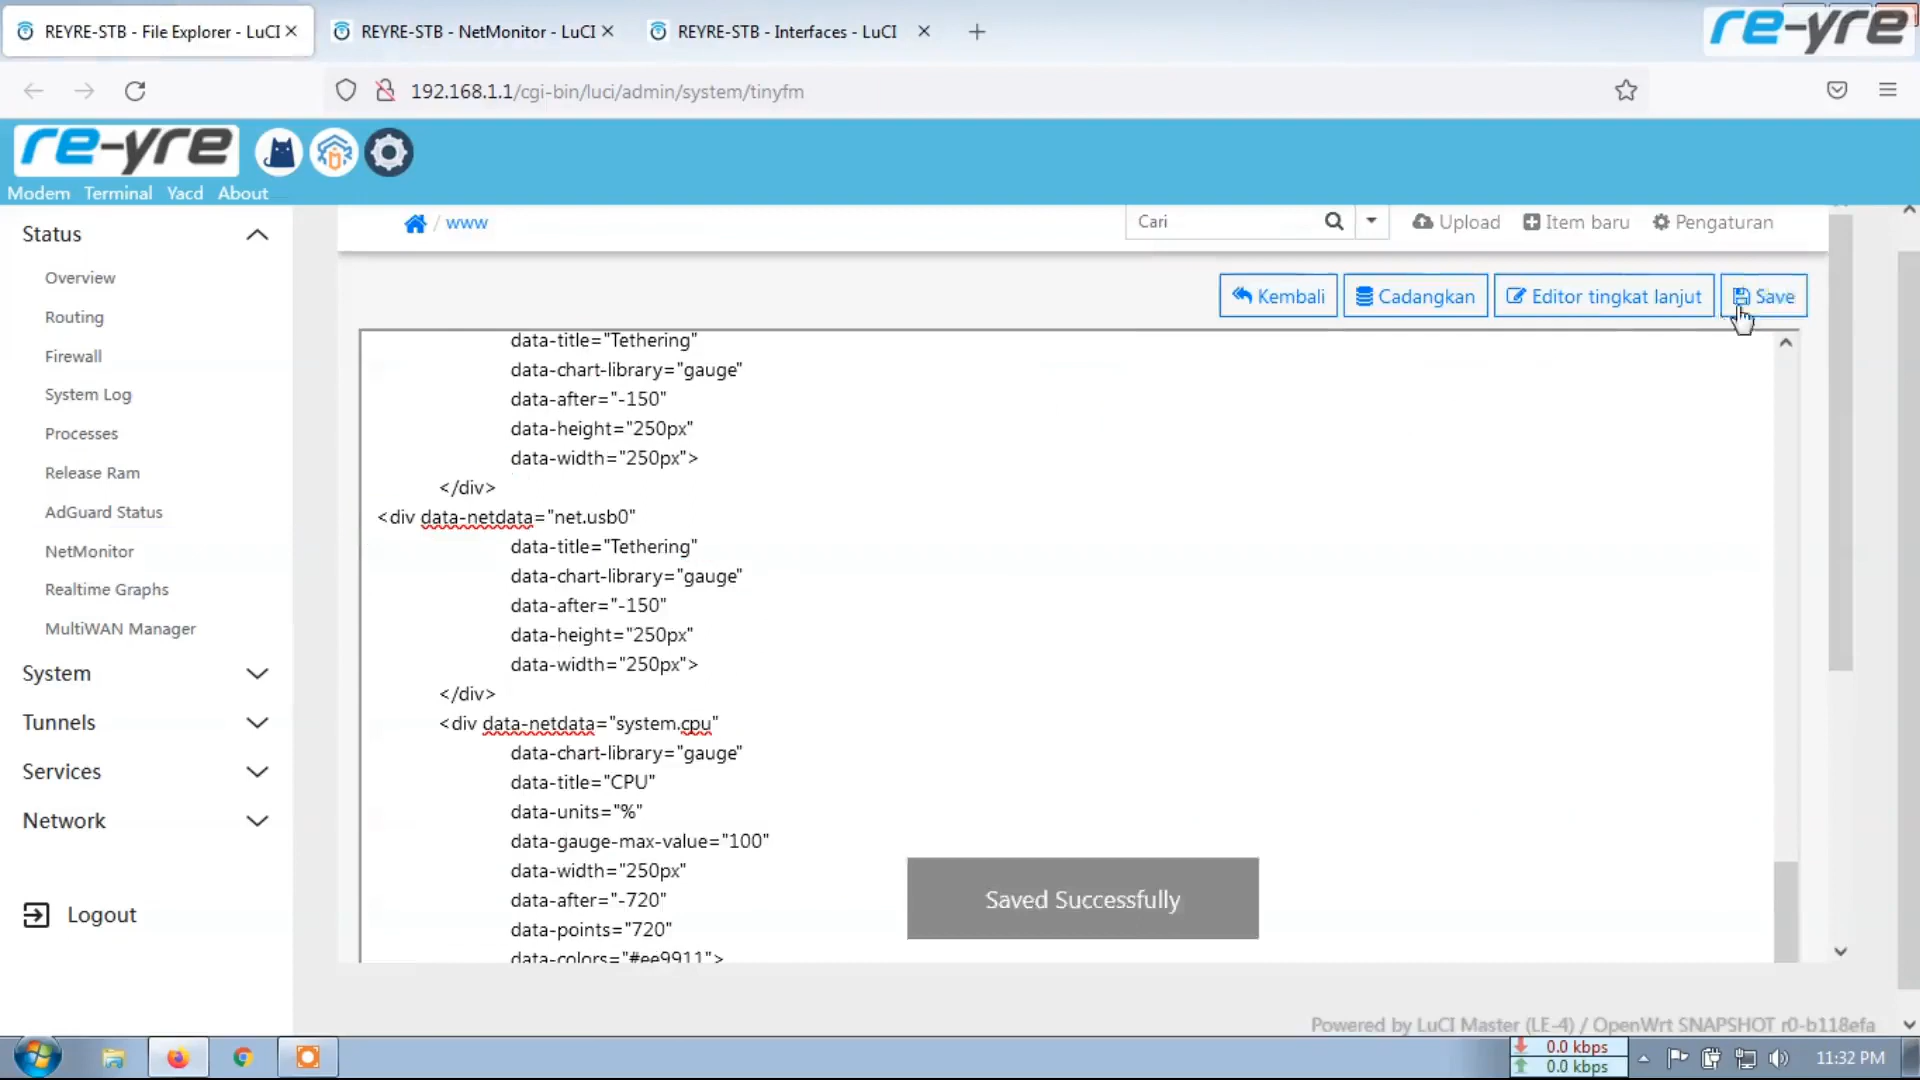 REYRE-STB - File Explorer - LuCI
REYRE-STB - NetMonitor - LuCI
REYRE-STB - Interfaces - LuCI
re-yre
192.168.1.1/cgi-bin/luci/admin/system/tinyfm
re-yre
Modem Terminal Yacd About
Status
Overview
Routing
Firewall
System Log
Processes
Release Ram
AdGuard Status
NetMonitor
Realtime Graphs
MultiWAN Manager
System
Tunnels
Services
Network
Logout
/ www
Cari
Upload
Item baru
Pengaturan
Kembali
Cadangkan
Editor tingkat lanjut
Save
data-title="Tethering"
data-chart-library="gauge"
data-after="-150"
data-height="250px"
data-width="250px">
</div>
<div data-netdata="net.usb0"
data-title="Tethering"
data-chart-library="gauge"
data-after="-150"
data-height="250px"
data-width="250px">
</div>
<div data-netdata="system.cpu"
data-chart-library="gauge"
data-title="CPU"
data-units="%"
data-gauge-max-value="100"
data-width="250px"
data-after="-720"
data-points="720"
data-colors="#ee9911">
Saved Successfully
Powered by LuCI Master (LE-4) / OpenWrt SNAPSHOT r0-b118efa
0.0 kbps
0.0 kbps
11:32 PM